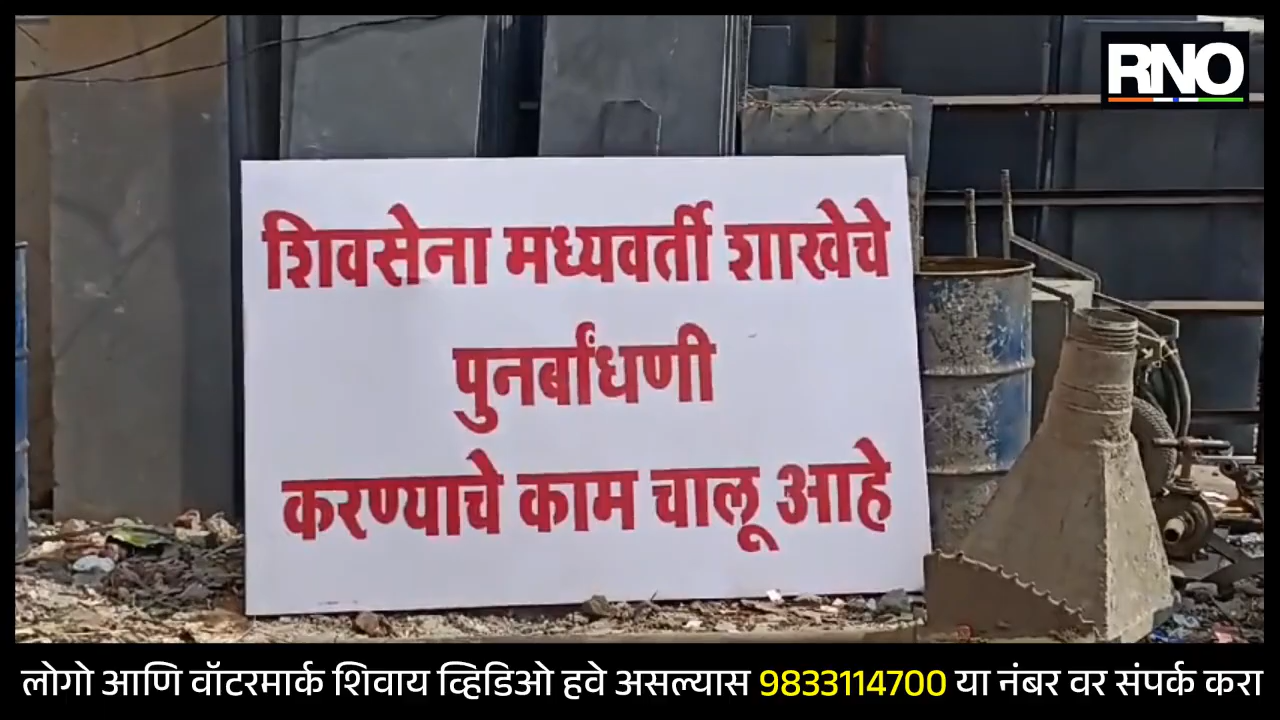 RNO
शिवसेना मध्यवर्ती शाखेचे
पुनर्बांधणी
करण्याचे काम चालू आहे
लोगो आणि वॉटरमार्क शिवाय व्हिडिओ हवे असल्यास 9833114700 या नंबर वर संपर्क करा